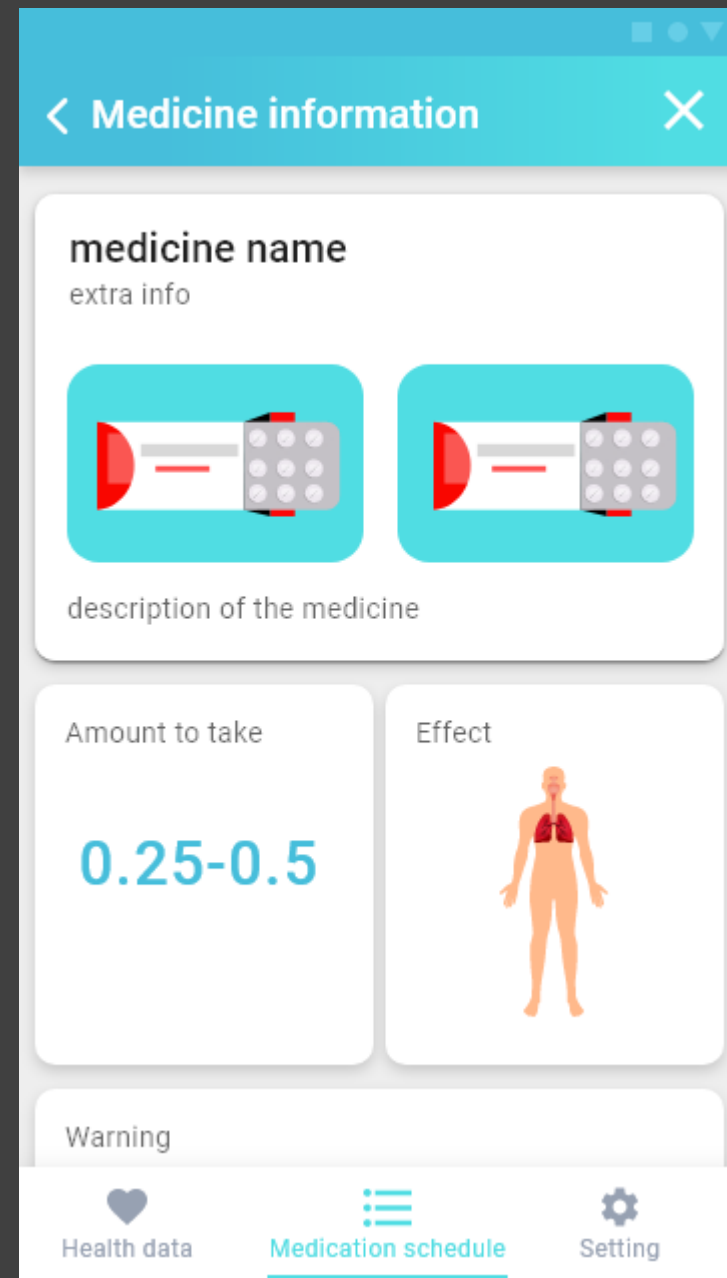 Medicine information
medicine name
extra info
description of the medicine
Amount to take
Effect
0.25-0.5
Warning
Health data
Medication schedule
Setting